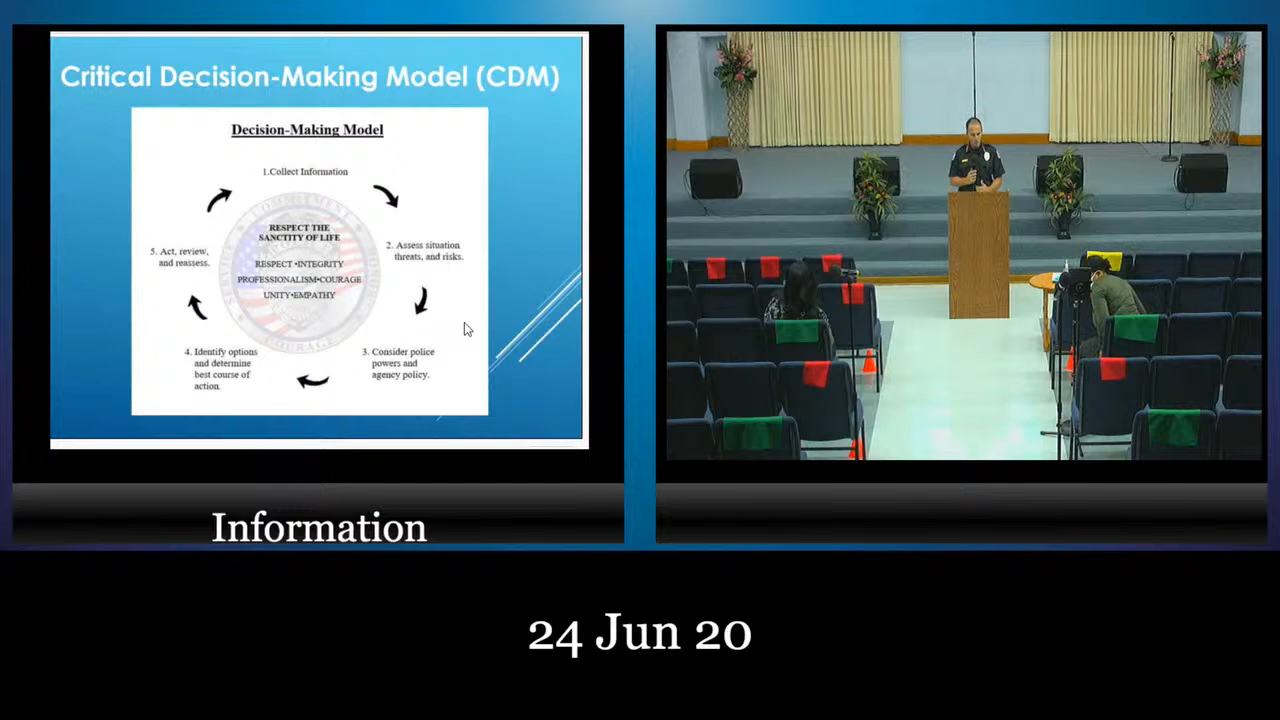 Critical Decision-Making Model (CDM)
Decision-Making Model
1.Collect Information
2. Assess situation
threats, and risks.
3. Consider police
powers and
agency policy.
4. Identify options
and determine
best course of
action.
5. Act, review,
and reassess.
COMMITMENT
RESPECT THE
SANCTITY OF LIFE
RESPECT •INTEGRITY
PROFESSIONALISM•COURAGE
UNITY•EMPATHY
COURAGE
Information
24 Jun 20